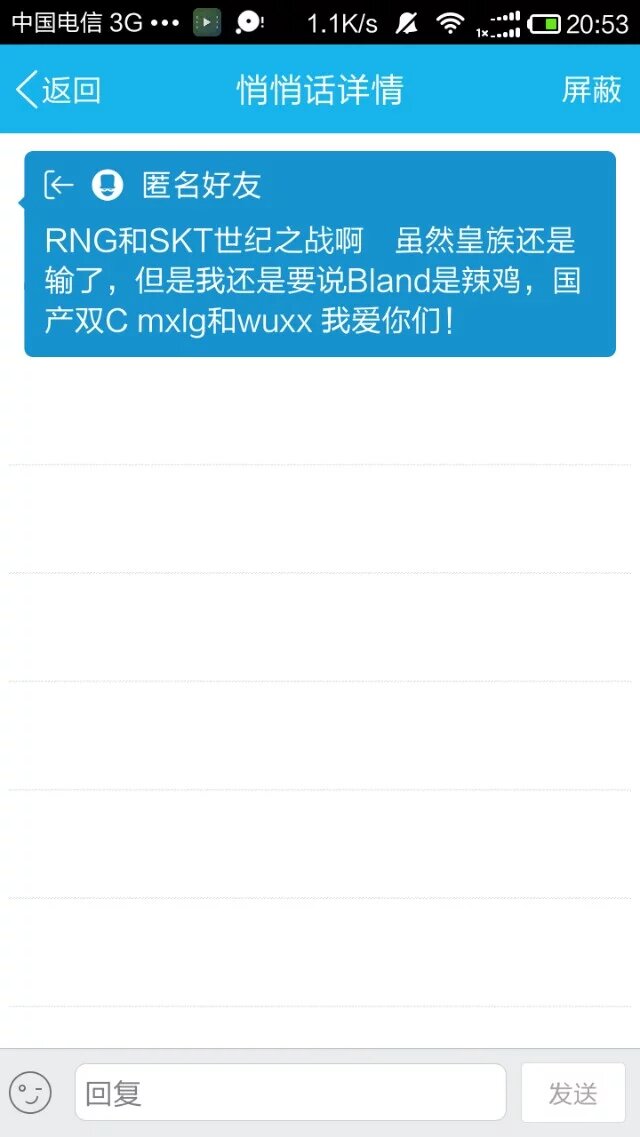 中国电信 3G ••• 1.1K/s 1x 20:53
返回 悄悄话详情 屏蔽
匿名好友
RNG和SKT世纪之战啊 虽然皇族还是
输了，但是我还是要说Bland是辣鸡，国
产双C mxlg和wuxx 我爱你们！
回复 发送